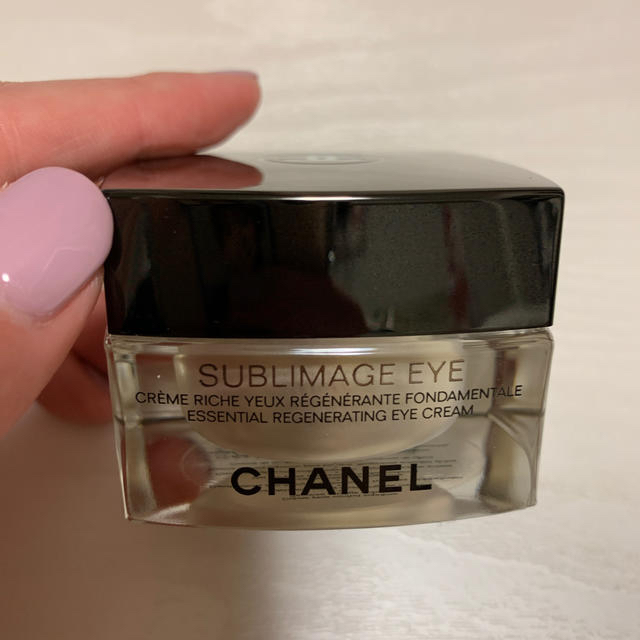 SUBLIMAGE EYE
CRÈME RICHE YEUX RÉGÉNÉRANTE FONDAMENTALE
ESSENTIAL REGENERATING EYE CREAM
CHANEL